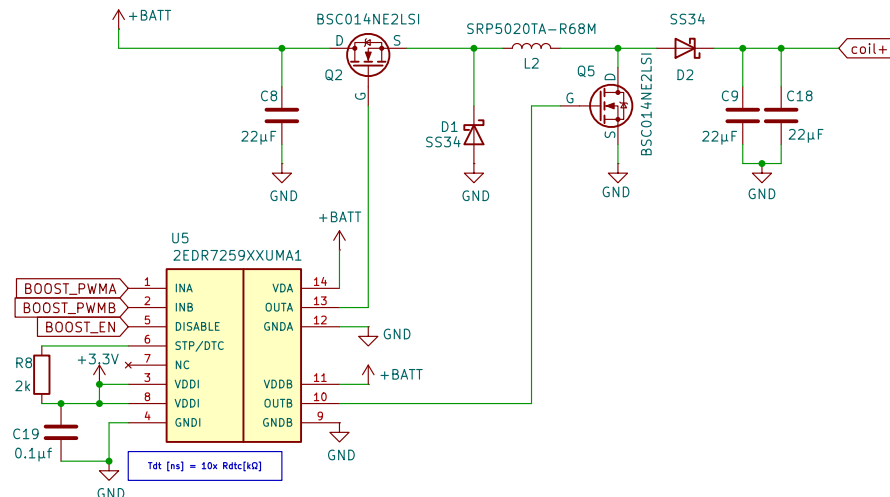 +BATT
BSC014NE2LSI
D
S
Q2
G
SRP5020TA-R68M
L2
SS34
D2
coil+
Q5
D
G
S
BSC014NE2LSI
C8
22µF
GND
D1
SS34
GND
GND
C9
22µF
C18
22µF
GND
+BATT
U5
2EDR7259XXUMA1
BOOST_PWMA
1
INA
VDA
14
BOOST_PWMB
2
INB
OUTA
13
BOOST_EN
5
DISABLE
GNDA
12
GND
6
STP/DTC
R8
2k
+3.3V
7
NC
3
VDDI
VDDB
11
+BATT
8
VDDI
OUTB
10
4
GNDI
GNDB
9
GND
C19
0.1µf
GND
Tdt [ns] = 10x Rdtc[kΩ]